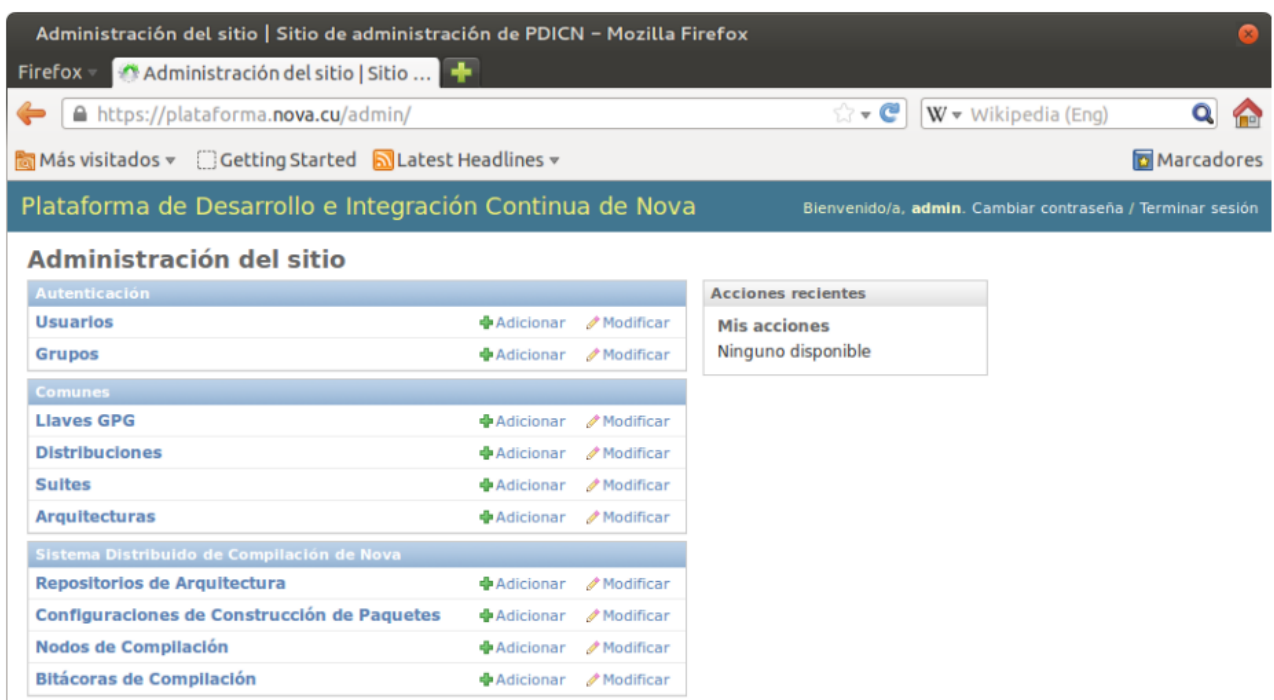 Administración del sitio | Sitio de administración de PDICN – Mozilla Firefox
Firefox
Administración del sitio | Sitio ...
https://plataforma.nova.cu/admin/
W Wikipedia (Eng)
Más visitados Getting Started Latest Headlines Marcadores
Plataforma de Desarrollo e Integración Continua de Nova
Bienvenido/a, admin. Cambiar contraseña / Terminar sesión
Administración del sitio
Autenticación
Usuarios Adicionar Modificar
Grupos Adicionar Modificar
Comunes
Llaves GPG Adicionar Modificar
Distribuciones Adicionar Modificar
Suites Adicionar Modificar
Arquitecturas Adicionar Modificar
Sistema Distribuido de Compilación de Nova
Repositorios de Arquitectura Adicionar Modificar
Configuraciones de Construcción de Paquetes Adicionar Modificar
Nodos de Compilación Adicionar Modificar
Bitácoras de Compilación Adicionar Modificar
Acciones recientes
Mis acciones
Ninguno disponible